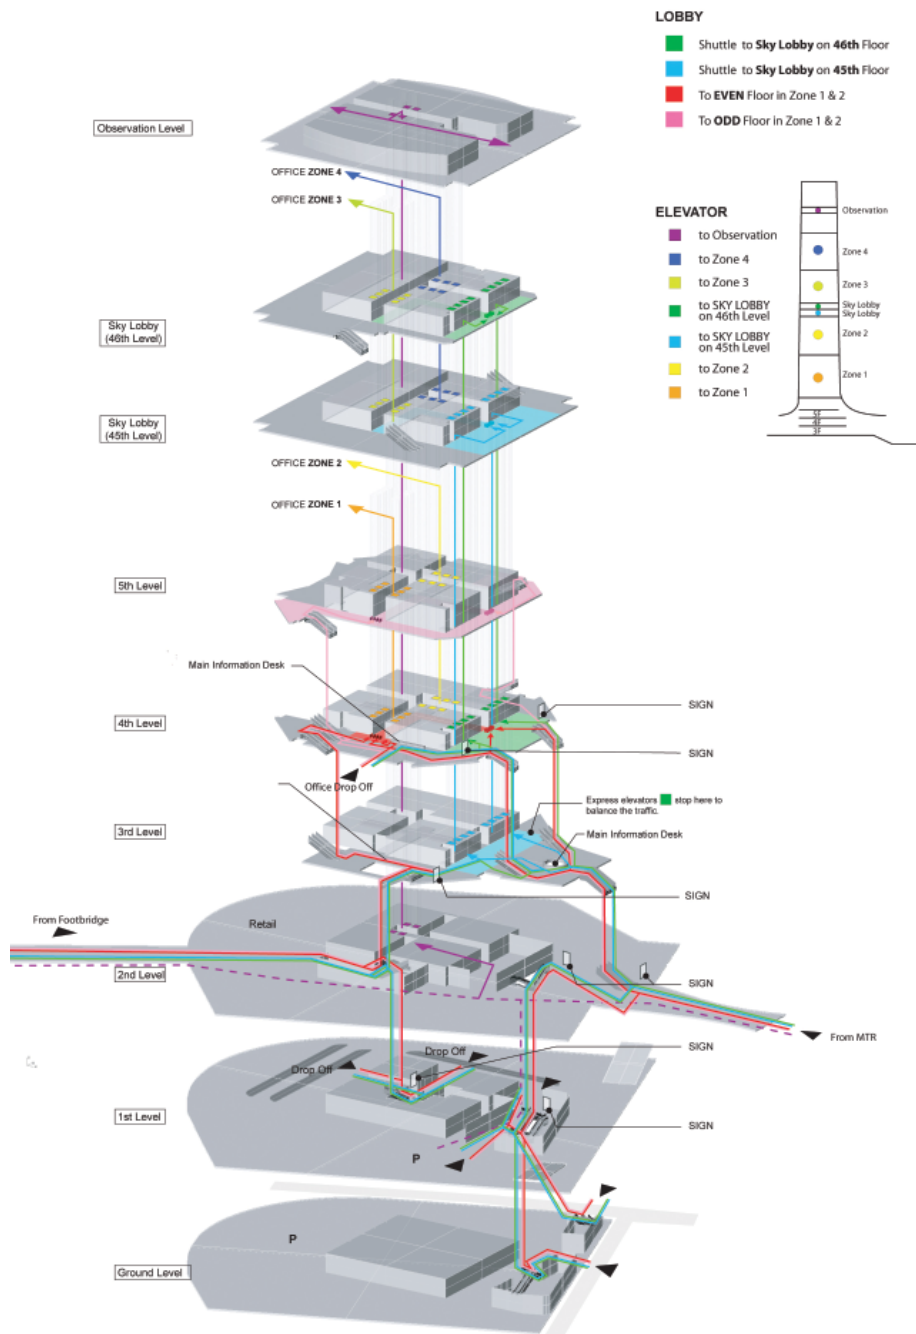 LOBBY
Shuttle to Sky Lobby on 46th Floor
Shuttle to Sky Lobby on 45th Floor
To EVEN Floor in Zone 1 & 2
To ODD Floor in Zone 1 & 2
Observation Level
OFFICE ZONE 4
OFFICE ZONE 3
ELEVATOR
to Observation
to Zone 4
to Zone 3
to SKY LOBBY
on 46th Level
to SKY LOBBY
on 45th Level
to Zone 2
to Zone 1
Observation
Zone 4
Zone 3
Sky Lobby
Sky Lobby
Zone 2
Zone 1
5F
4F
3F
Sky Lobby
(46th Level)
Sky Lobby
(45th Level)
OFFICE ZONE 2
OFFICE ZONE 1
5th Level
Main Information Desk
SIGN
4th Level
SIGN
Office Drop Off
Express elevators stop here to
balance the traffic.
3rd Level
Main Information Desk
SIGN
From Footbridge
Retail
2nd Level
SIGN
From MTR
Drop Off
SIGN
Drop Off
1st Level
SIGN
P
P
Ground Level